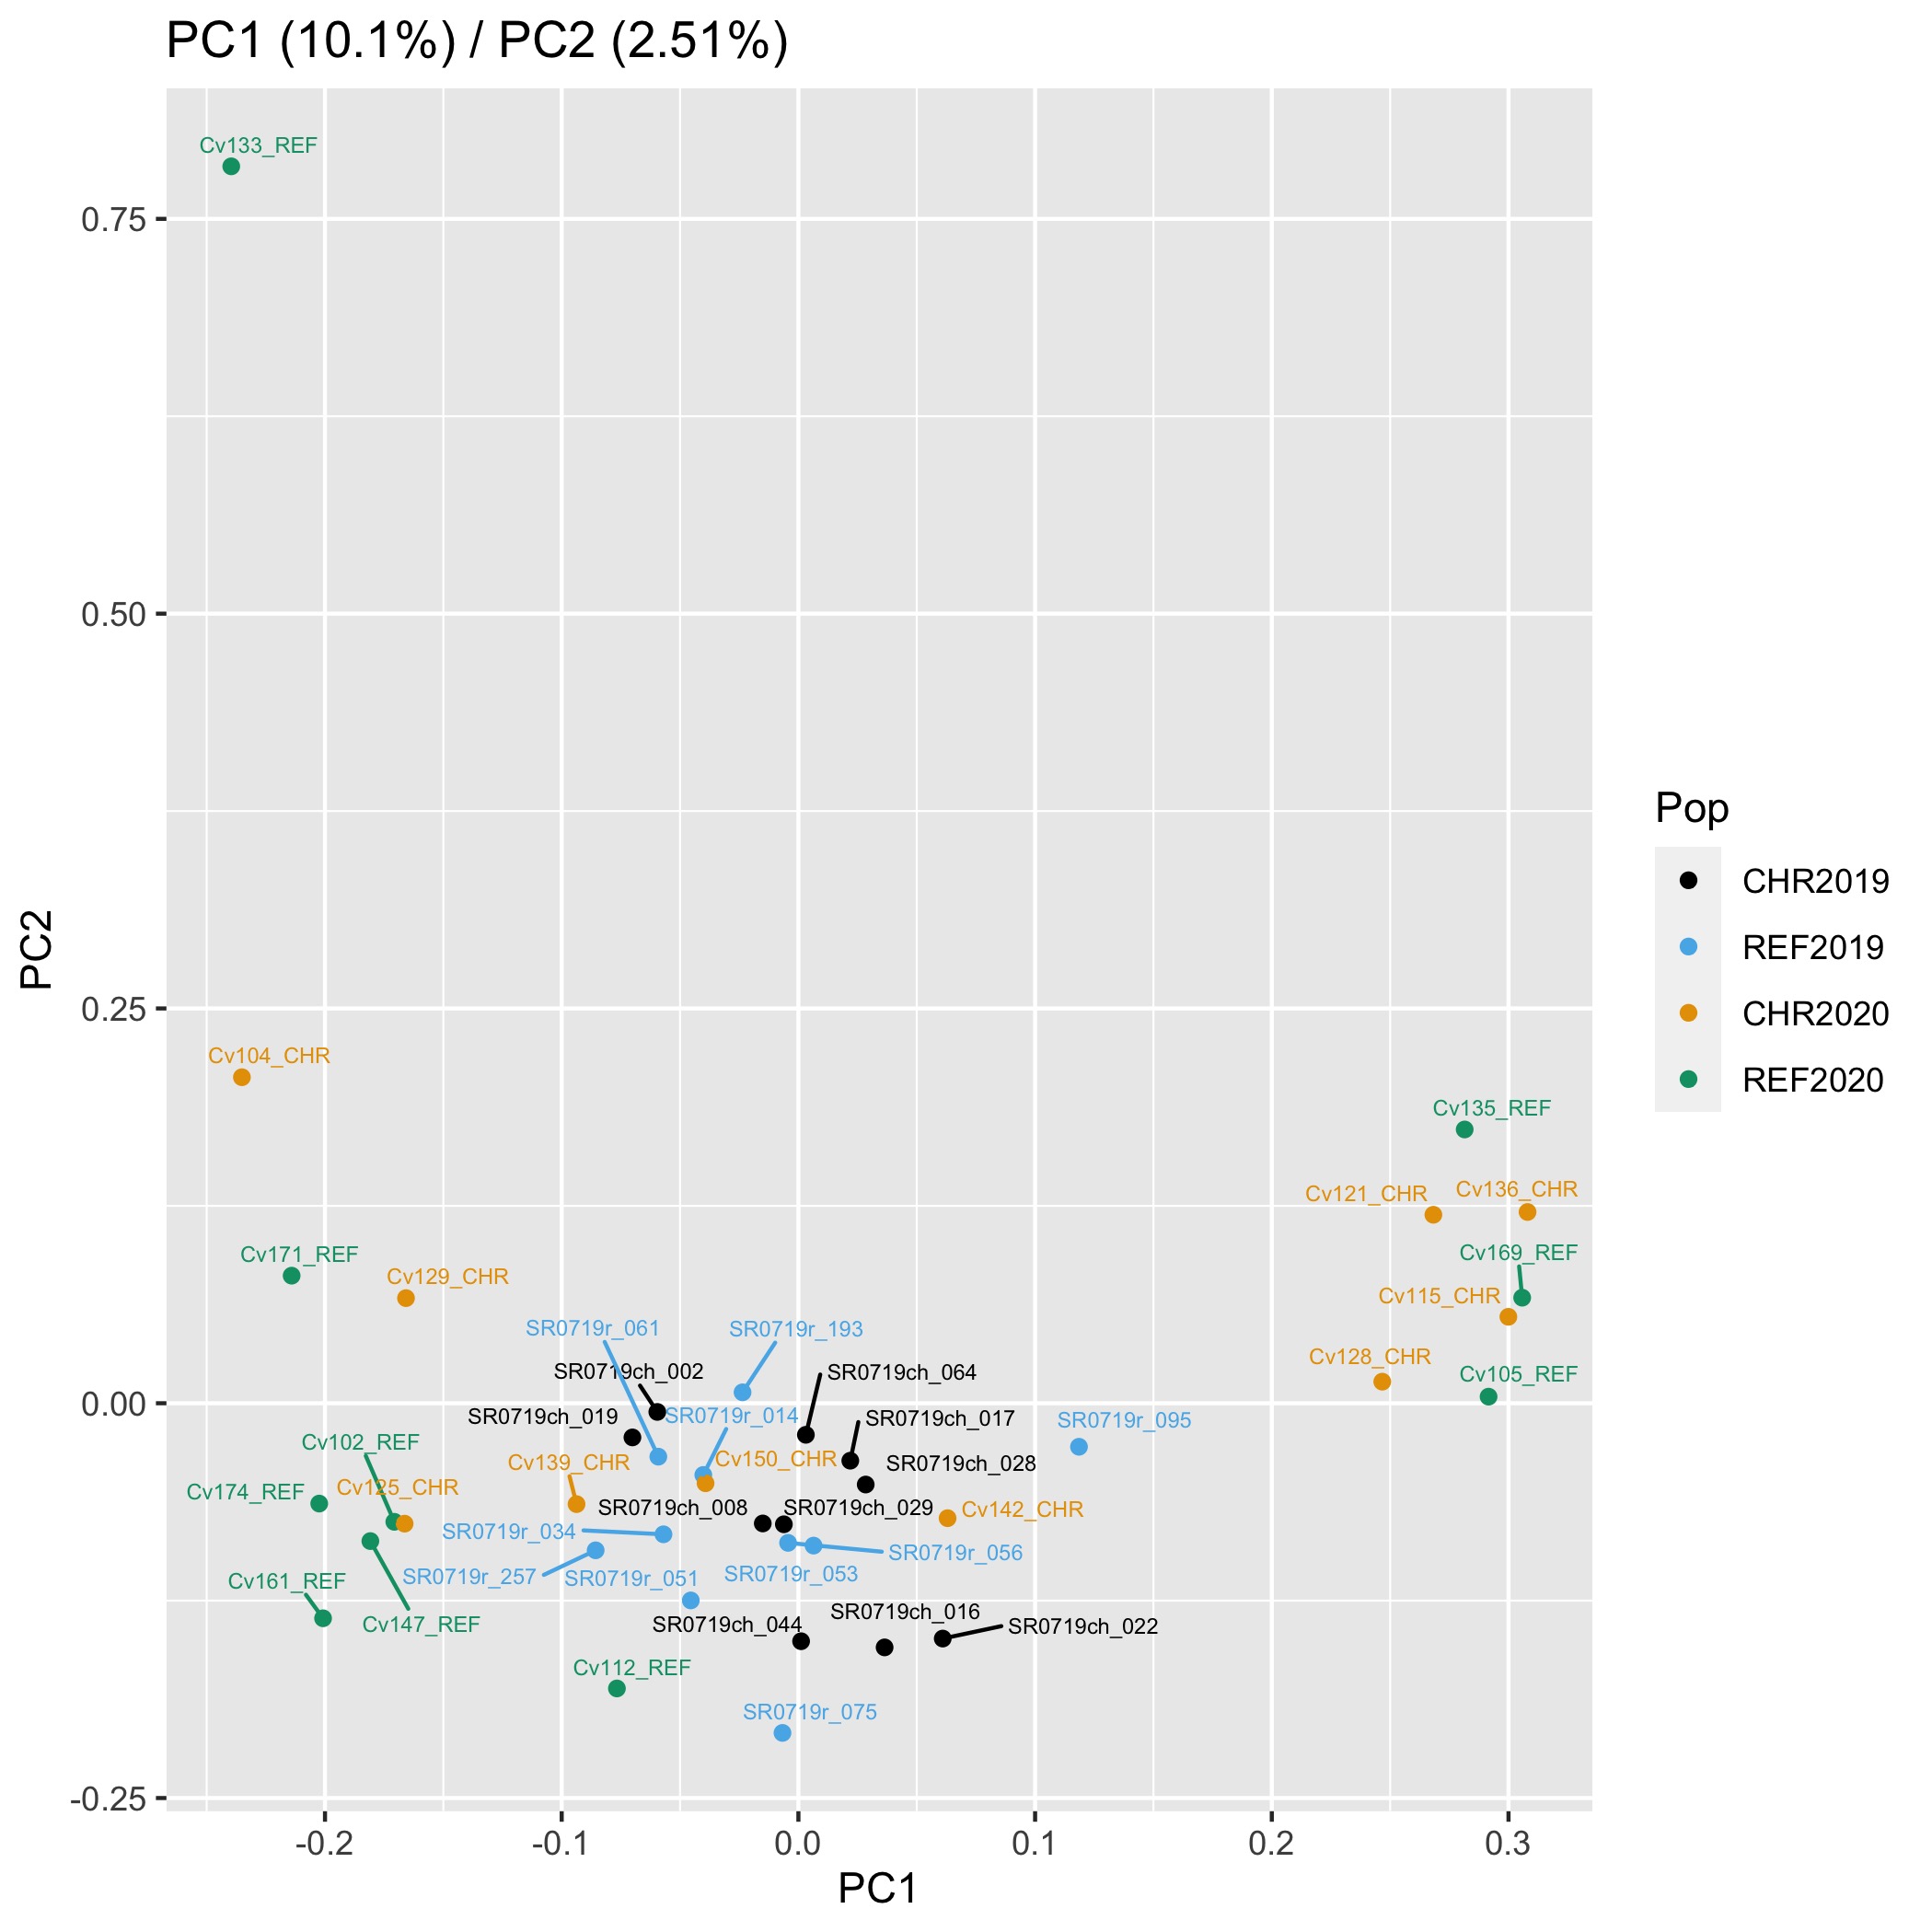 PC1 (10.1%) / PC2 (2.51%)
Cv133_REF
0.75
0.50
0.25
0.00
-0.25
PC2
Cv104_CHR
Cv135_REF
Cv121_CHR
Cv136_CHR
Cv171_REF
Cv169_REF
Cv129_CHR
Cv115_CHR
SR0719r_061
SR0719r_193
Cv128_CHR
SR0719ch_002
SR0719ch_064
Cv105_REF
SR0719ch_019
SR0719r_014
SR0719ch_017
SR0719r_095
Cv102_REF
Cv139_CHR
Cv150_CHR
SR0719ch_028
Cv174_REF
Cv125_CHR
SR0719ch_008
SR0719ch_029
Cv142_CHR
SR0719r_034
SR0719r_056
SR0719r_257
SR0719r_051
SR0719r_053
Cv161_REF
Cv147_REF
SR0719ch_044
SR0719ch_016
SR0719ch_022
Cv112_REF
SR0719r_075
-0.2
-0.1
0.0
0.1
0.2
0.3
PC1
Pop
CHR2019
REF2019
CHR2020
REF2020